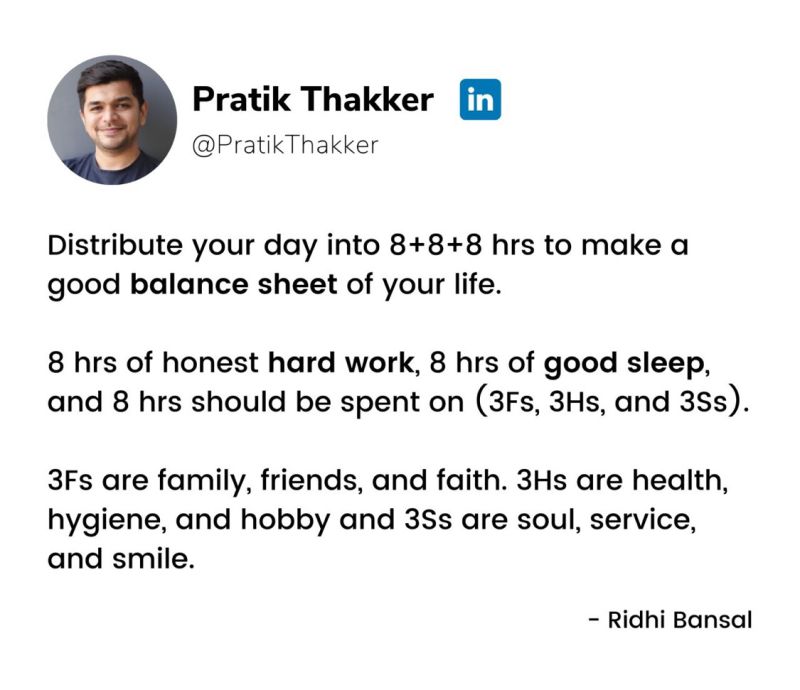 Pratik Thakker in
@PratikThakker
Distribute your day into 8+8+8 hrs to make a
good balance sheet of your life.
8 hrs of honest hard work, 8 hrs of good sleep,
and 8 hrs should be spent on (3Fs, 3Hs, and 3Ss).
3Fs are family, friends, and faith. 3Hs are health,
hygiene, and hobby and 3Ss are soul, service,
and smile.
- Ridhi Bansal